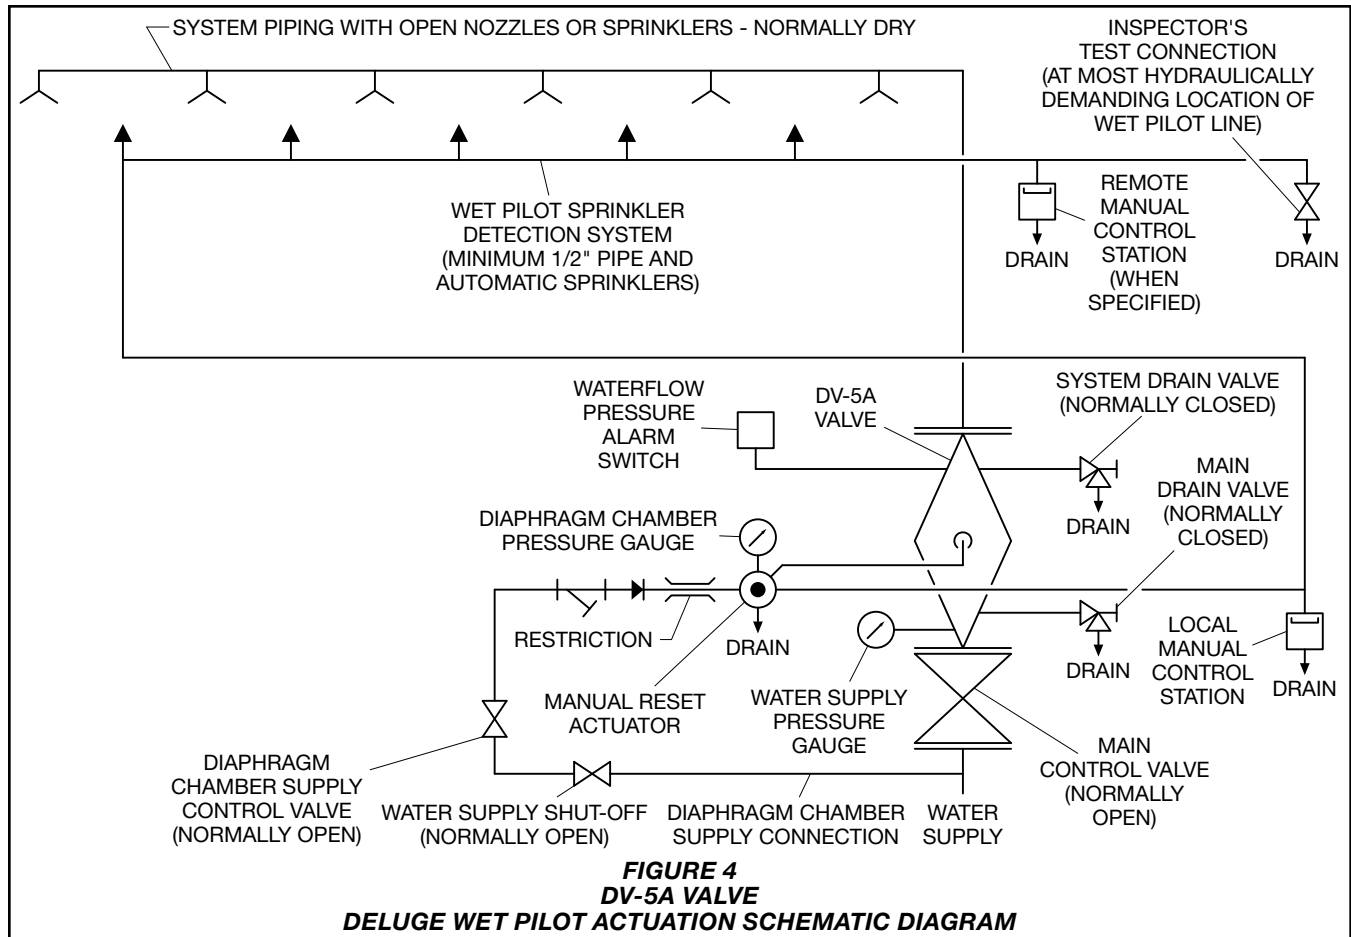 SYSTEM PIPING WITH OPEN NOZZLES OR SPRINKLERS - NORMALLY DRY
INSPECTOR'S
TEST CONNECTION
(AT MOST HYDRAULICALLY
DEMANDING LOCATION OF
WET PILOT LINE)
WET PILOT SPRINKLER
DETECTION SYSTEM
(MINIMUM 1/2" PIPE AND
AUTOMATIC SPRINKLERS)
DRAIN
REMOTE
MANUAL
CONTROL
STATION
(WHEN
SPECIFIED)
DRAIN
WATERFLOW
PRESSURE
ALARM
SWITCH
DV-5A
VALVE
SYSTEM DRAIN VALVE
(NORMALLY CLOSED)
DRAIN
MAIN
DRAIN VALVE
(NORMALLY
CLOSED)
DIAPHRAGM CHAMBER
PRESSURE GAUGE
RESTRICTION
DRAIN
DRAIN
LOCAL
MANUAL
CONTROL
STATION
DRAIN
MANUAL RESET
ACTUATOR
WATER SUPPLY
PRESSURE
GAUGE
MAIN
CONTROL VALVE
(NORMALLY
OPEN)
DIAPHRAGM
CHAMBER SUPPLY
CONTROL VALVE
(NORMALLY OPEN)
WATER SUPPLY SHUT-OFF
(NORMALLY OPEN)
DIAPHRAGM CHAMBER
SUPPLY CONNECTION
WATER
SUPPLY
FIGURE 4
DV-5A VALVE
DELUGE WET PILOT ACTUATION SCHEMATIC DIAGRAM